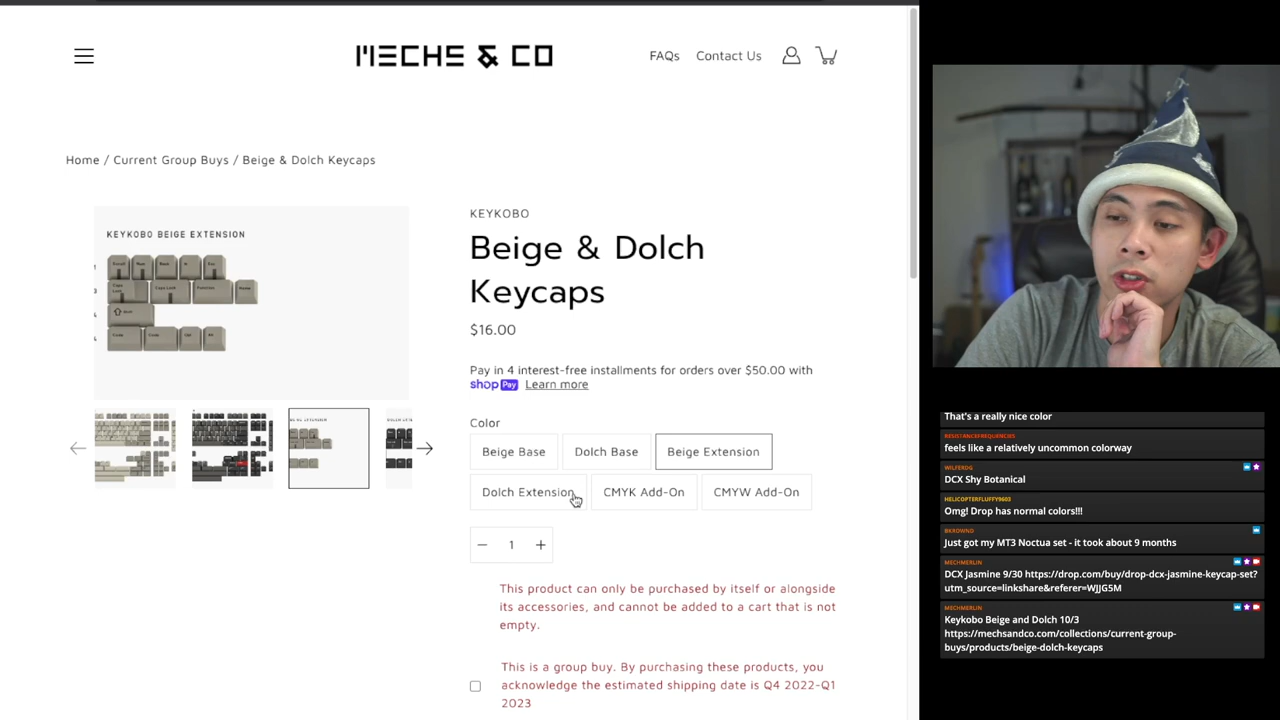 MECHS & CO
FAQs
Contact Us
Home / Current Group Buys / Beige & Dolch Keycaps
KEYKOBO BEIGE EXTENSION
KEYKOBO
Beige & Dolch
Keycaps
$16.00
Pay in 4 interest-free installments for orders over $50.00 with
shop Pay Learn more
Color
Beige Base
Dolch Base
Beige Extension
Dolch Extension
CMYK Add-On
CMYW Add-On
− 1 +
This product can only be purchased by itself or alongside
its accessories, and cannot be added to a cart that is not
empty.
This is a group buy. By purchasing these products, you
acknowledge the estimated shipping date is Q4 2022-Q1
2023
That's a really nice color
RESISTANCEFREQUENCIES
feels like a relatively uncommon colorway
WILFERDG
DCX Shy Botanical
HELICOPTERFLUFFY9603
Omg! Drop has normal colors!!!
BKROWND
Just got my MT3 Noctua set - it took about 9 months
MECHMERLIN
DCX Jasmine 9/30 https://drop.com/buy/drop-dcx-jasmine-keycap-set?
utm_source=linkshare&referer=WJJG5M
MECHMERLIN
Keykobo Beige and Dolch 10/3
https://mechsandco.com/collections/current-group-
buys/products/beige-dolch-keycaps